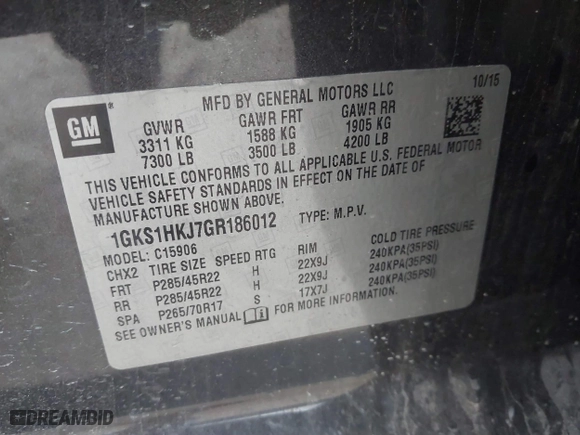 10/15
MFD BY GENERAL MOTORS LLC
GM
GVWR GAWR FRT GAWR RR
3311 KG 1588 KG 1905 KG
7300 LB 3500 LB 4200 LB
THIS VEHICLE CONFORMS TO ALL APPLICABLE U.S. FEDERAL MOTOR
VEHICLE SAFETY STANDARDS IN EFFECT ON THE DATE OF
MANUFACTURE SHOWN ABOVE.
1GKS1HKJ7GR186012 TYPE: M.P.V.
MODEL: C15906
CHX2 TIRE SIZE SPEED RTG RIM COLD TIRE PRESSURE
FRT P285/45R22 H 22X9J 240KPA(35PSI)
RR P285/45R22 H 22X9J 240KPA(35PSI)
SPA P265/70R17 S 17X7J 240KPA(35PSI)
SEE OWNER'S MANUAL FOR MORE INFORMATION
DREAMBID